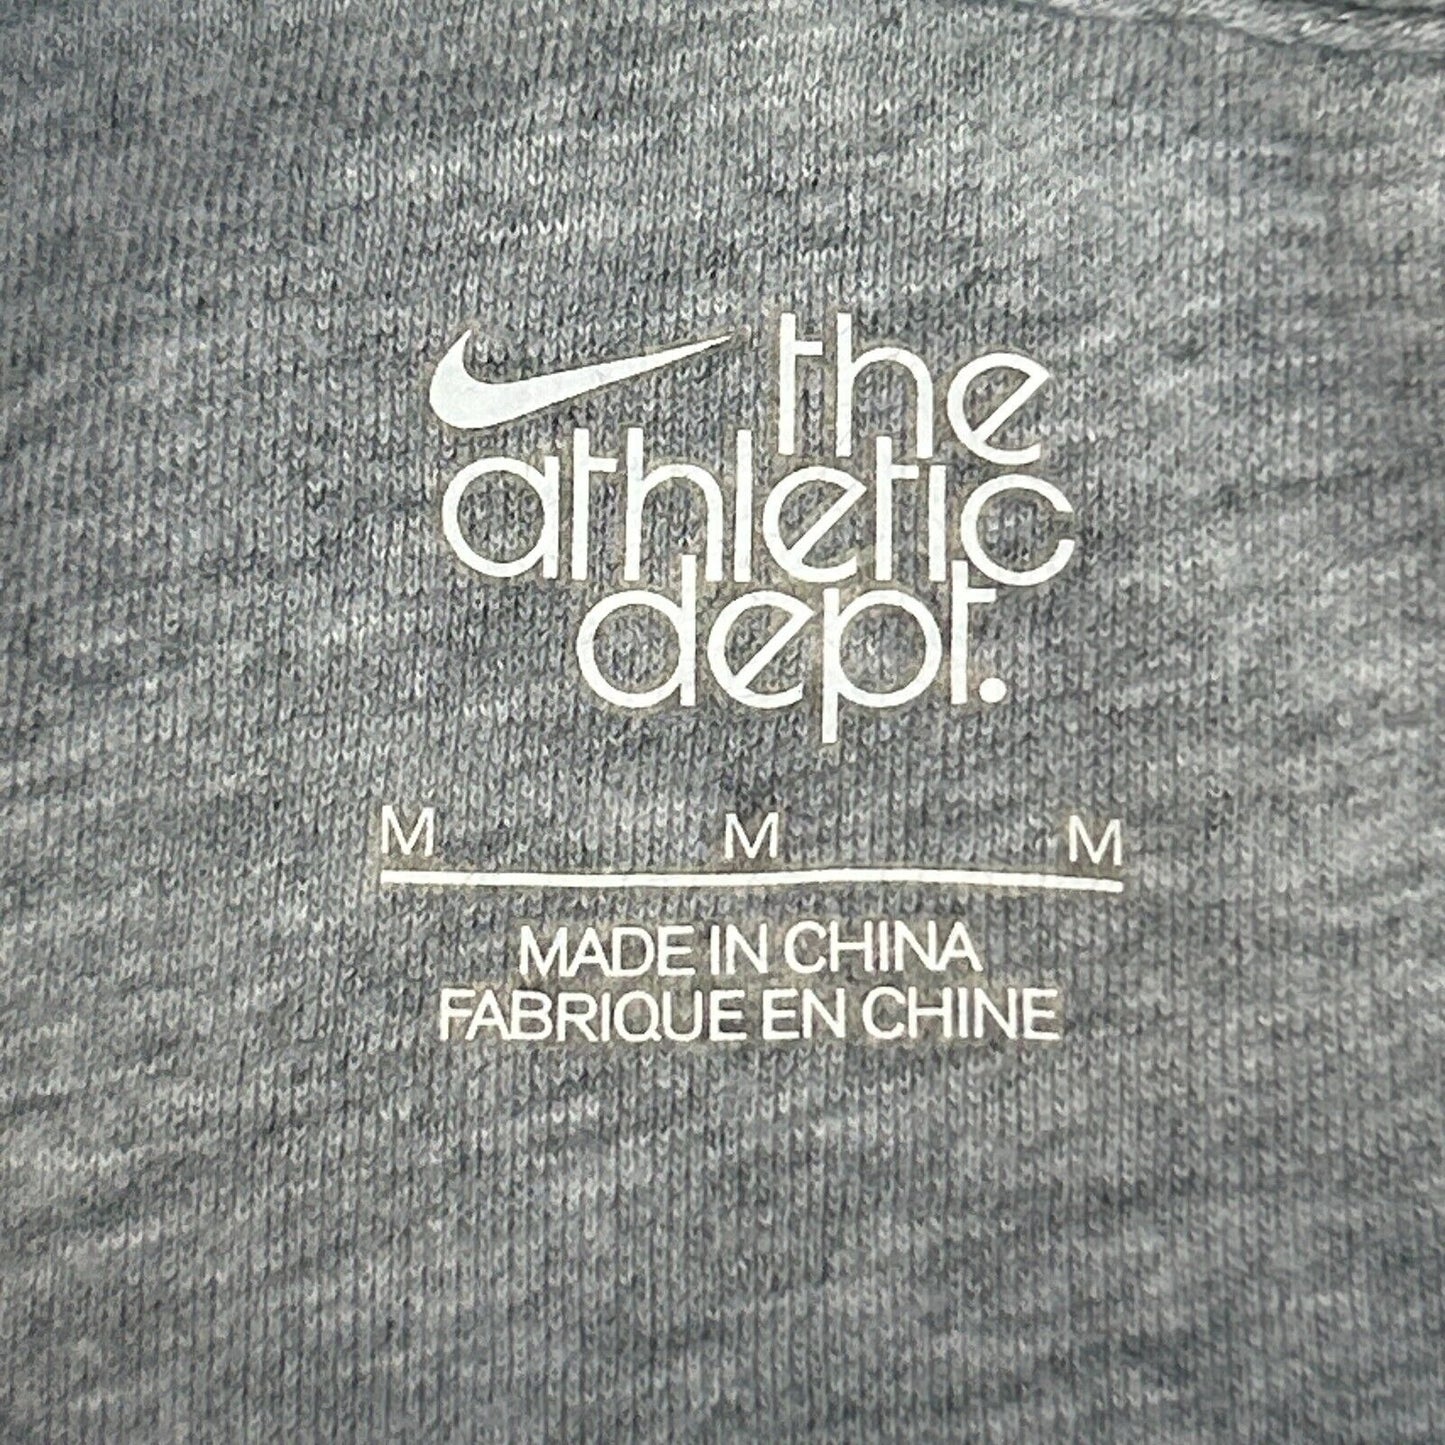 the
athletic
dept.
M M M
MADE IN CHINA
FABRIQUE EN CHINE